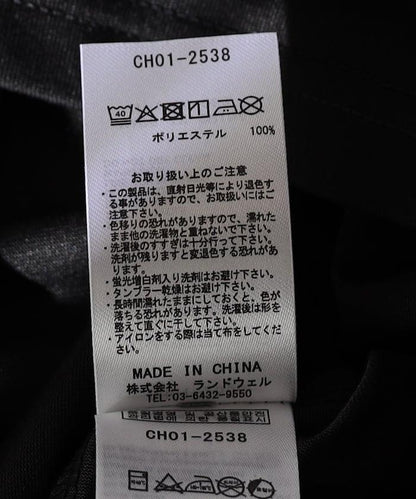 CH01-2538
40
ポリエステル 100%
お取り扱い上のご注意
・この製品は、直射日光等により退色す
る事がありますので、お取扱いにはご
注意下さい。
・色移りの恐れがありますので、濡れた
まま他の洗濯物と重ねないで下さい。
・洗濯後のすすぎは十分行って下さい。
洗剤が残りますと変退色する恐れがあ
ります。
・蛍光増白剤入り洗剤はお避け下さい。
・タンブラー乾燥はお避け下さい。
・長時間濡れたままにしておくと、色が
落ちる恐れがあります。洗濯後は形を
整えて直ぐに干して下さい。
・アイロンをする際は当て布をしてくだ
さい。
MADE IN CHINA
株式会社 ランドウェル
TEL:03-6432-9550
CH01-2538